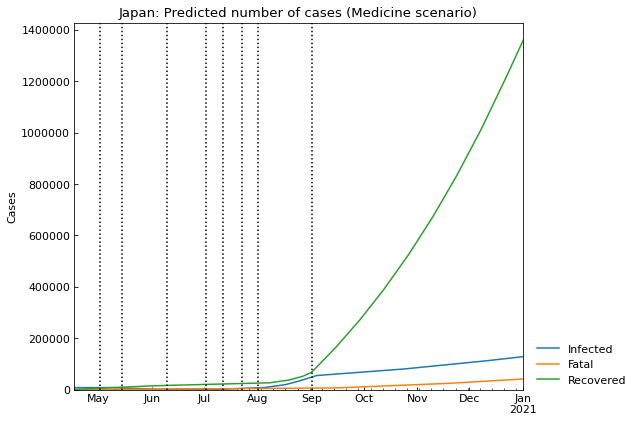 Japan: Predicted number of cases (Medicine scenario)
1400000
1200000
1000000
800000
600000
400000
200000
0
Cases
May Jun Jul Aug Sep Oct Nov Dec Jan
2021
Infected
Fatal
Recovered